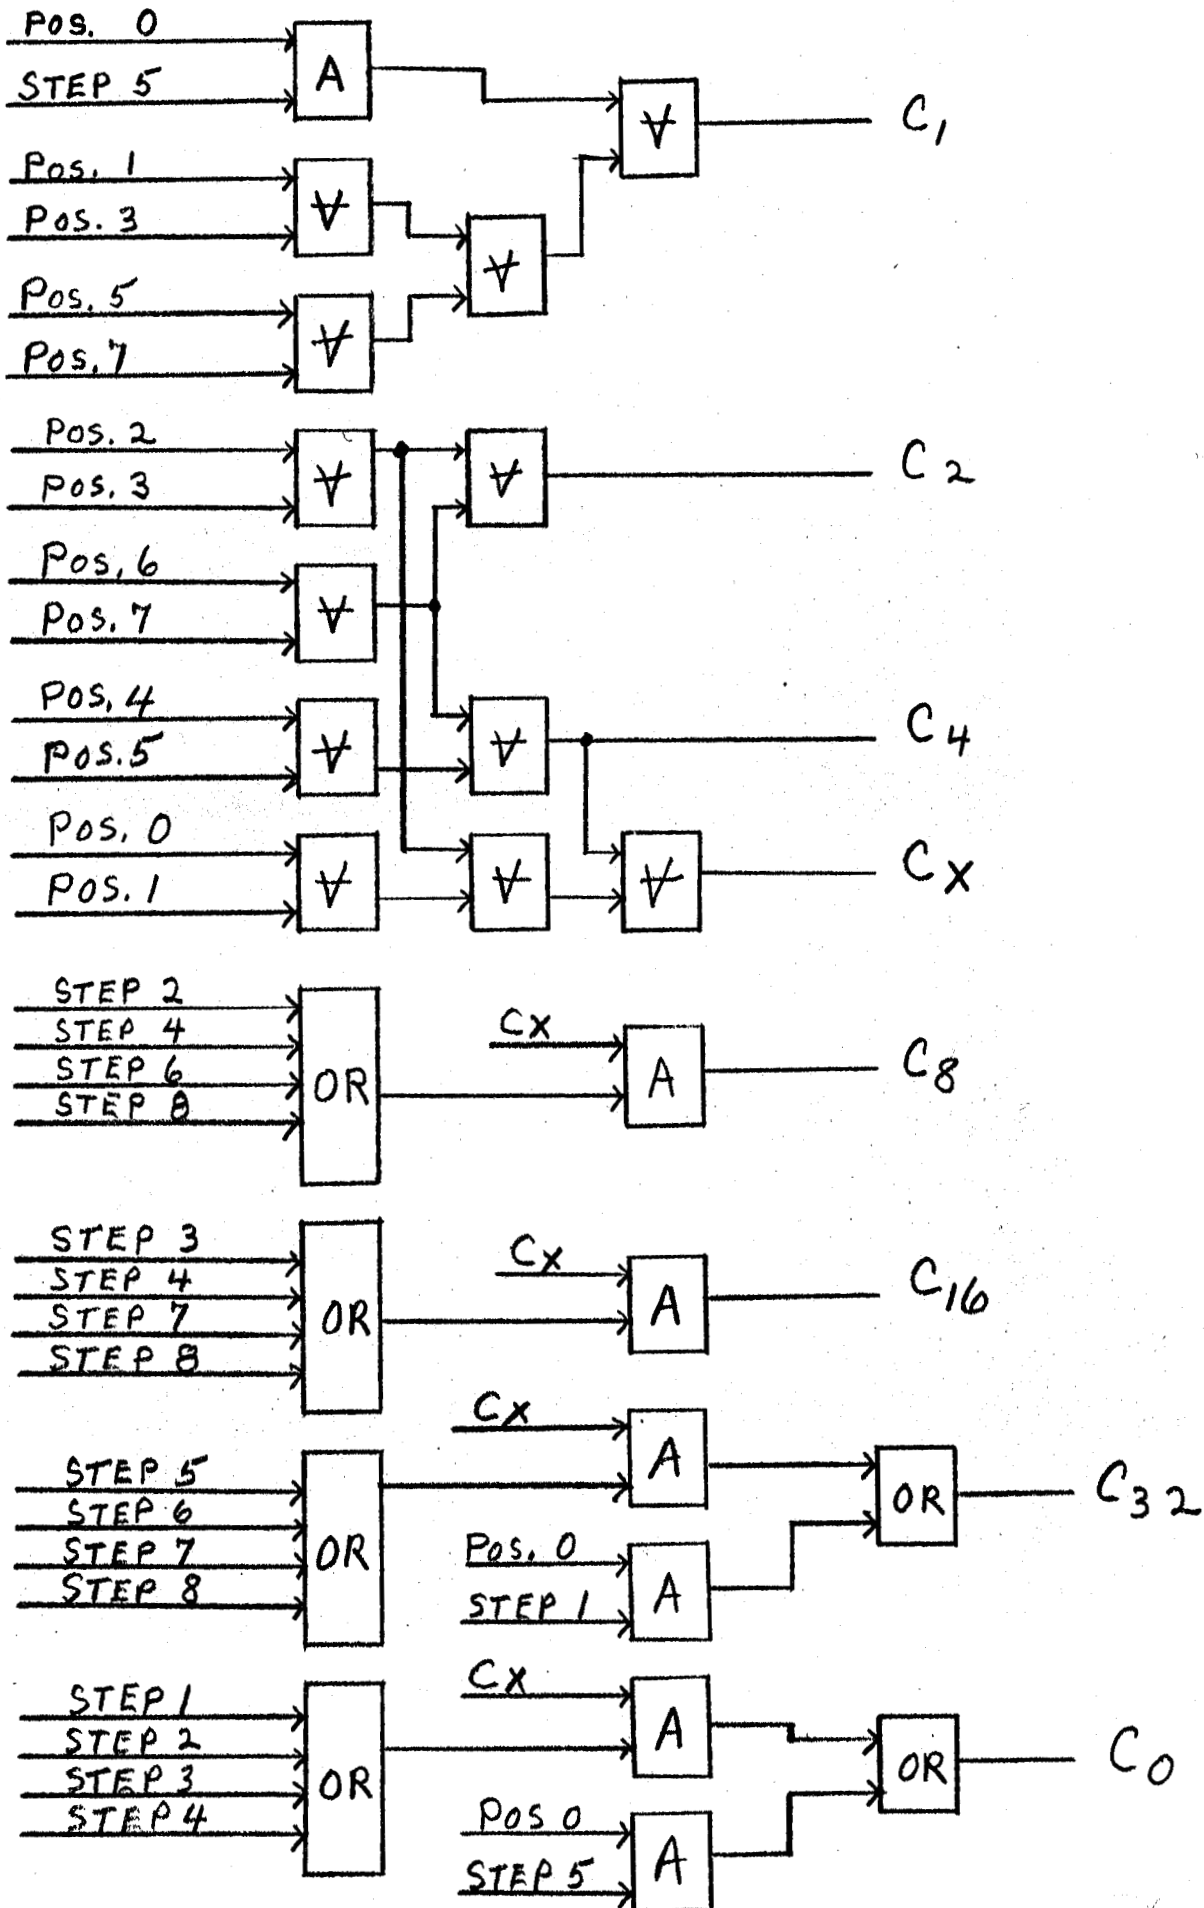 POS. 0
STEP 5
A
∀
C1
POS. 1
POS. 3
∀
∀
POS. 5
POS. 7
∀
POS. 2
POS. 3
∀
∀
C2
POS. 6
POS. 7
∀
POS. 4
POS. 5
∀
∀
C4
POS. 0
POS. 1
∀
∀
∀
CX
STEP 2
STEP 4
STEP 6
STEP 8
OR
CX
A
C8
STEP 3
STEP 4
STEP 7
STEP 8
OR
CX
A
C16
STEP 5
STEP 6
STEP 7
STEP 8
OR
CX
A
POS. 0
STEP 1
A
OR
C32
STEP 1
STEP 2
STEP 3
STEP 4
OR
CX
A
POS 0
STEP 5
A
OR
C0